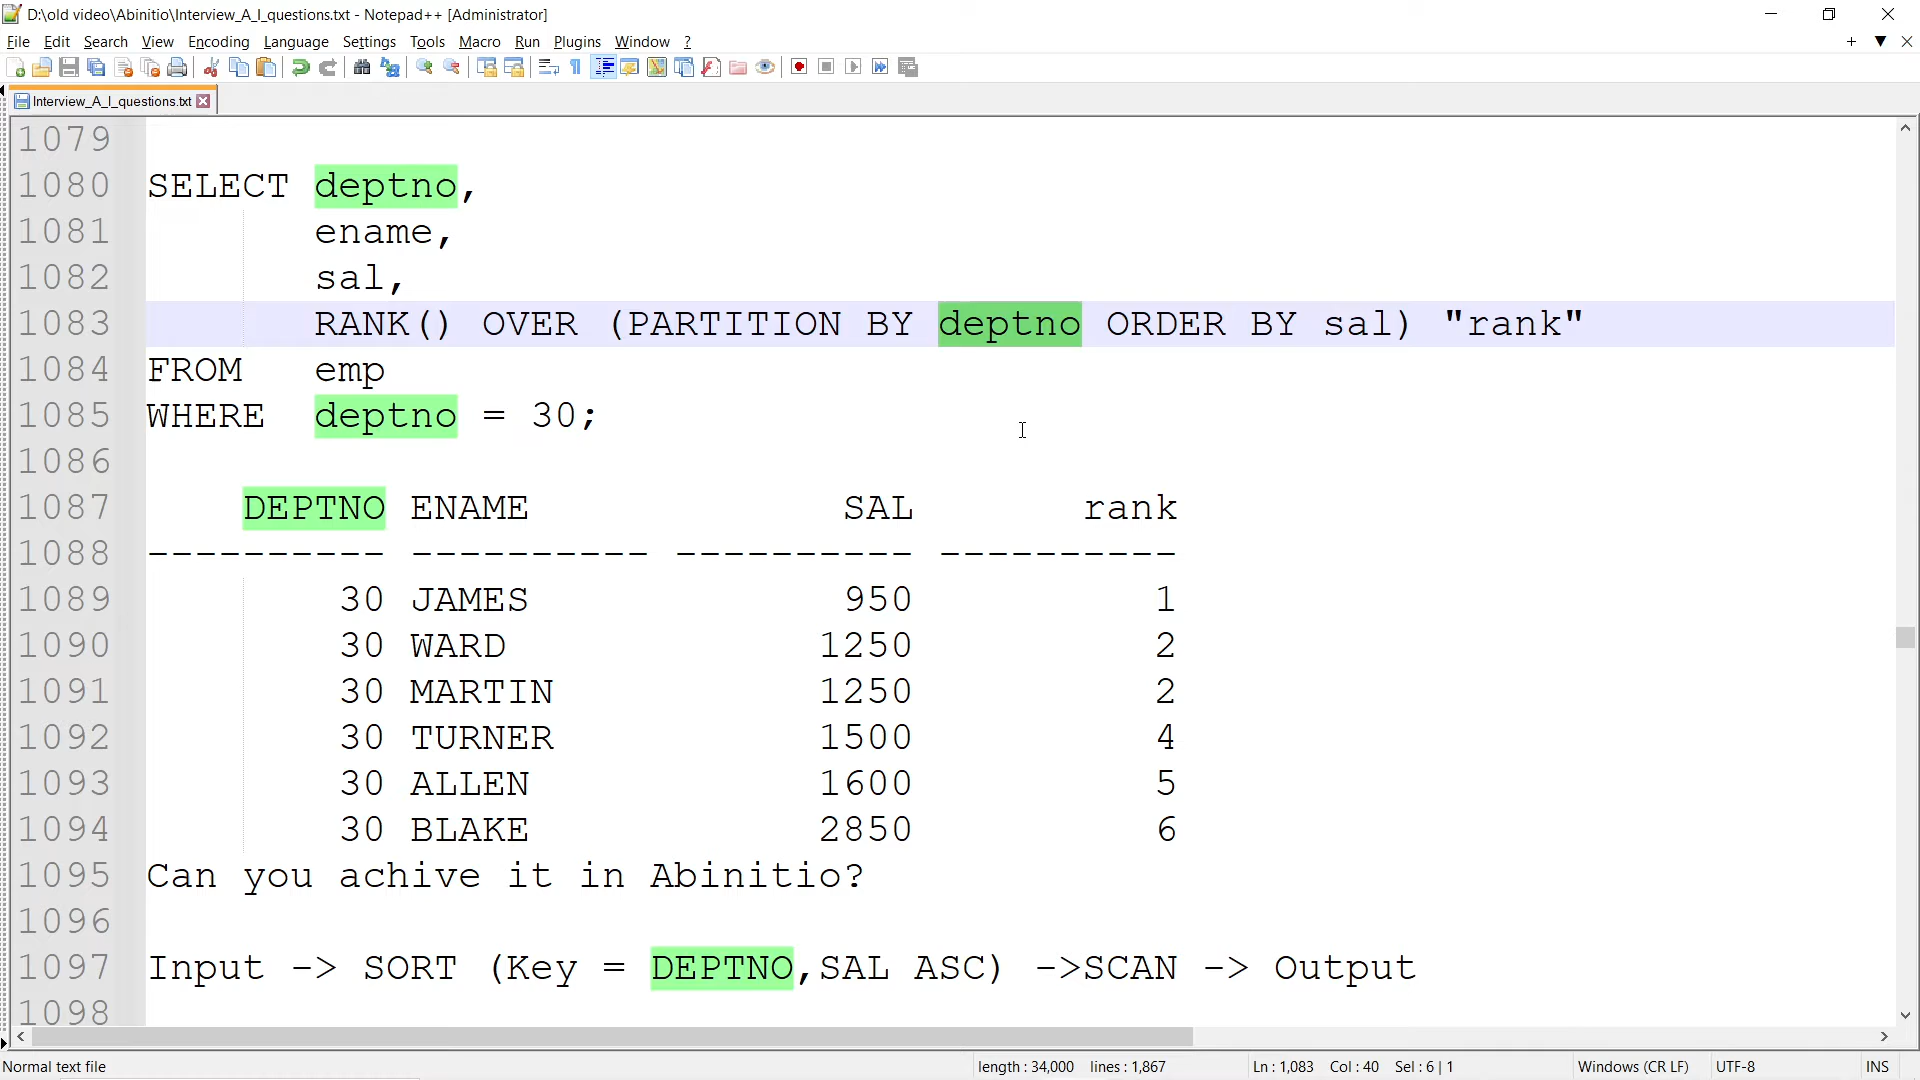 D:\old video\Abinitio\Interview_A_I_questions.txt - Notepad++ [Administrator]
File Edit Search View Encoding Language Settings Tools Macro Run Plugins Window ?
Interview_A_I_questions.txt
1079
1080 SELECT deptno,
1081 ename,
1082 sal,
1083 RANK() OVER (PARTITION BY deptno ORDER BY sal) "rank"
1084 FROM emp
1085 WHERE deptno = 30;
1086
1087 DEPTNO ENAME SAL rank
1088 ---------- ---------- ---------- ----------
1089 30 JAMES 950 1
1090 30 WARD 1250 2
1091 30 MARTIN 1250 2
1092 30 TURNER 1500 4
1093 30 ALLEN 1600 5
1094 30 BLAKE 2850 6
1095 Can you achive it in Abinitio?
1096
1097 Input -> SORT (Key = DEPTNO,SAL ASC) ->SCAN -> Output
1098
Normal text file length : 34,000 lines : 1,867 Ln : 1,083 Col : 40 Sel : 6 | 1 Windows (CR LF) UTF-8 INS